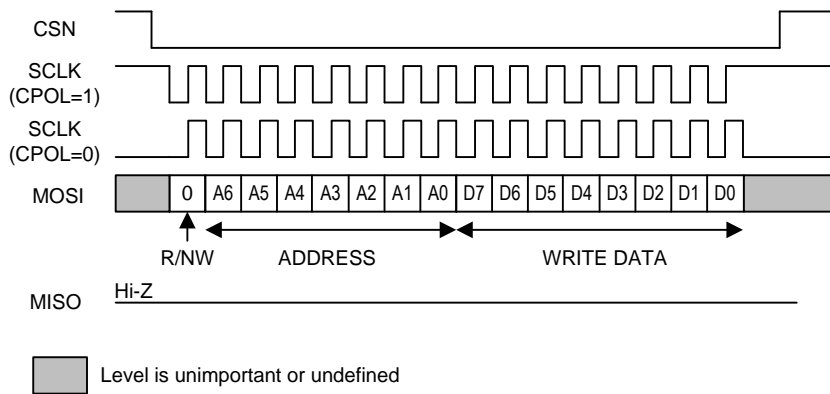 CSN
SCLK
(CPOL=1)
SCLK
(CPOL=0)
MOSI 0 A6 A5 A4 A3 A2 A1 A0 D7 D6 D5 D4 D3 D2 D1 D0
R/NW ADDRESS WRITE DATA
MISO Hi-Z
Level is unimportant or undefined